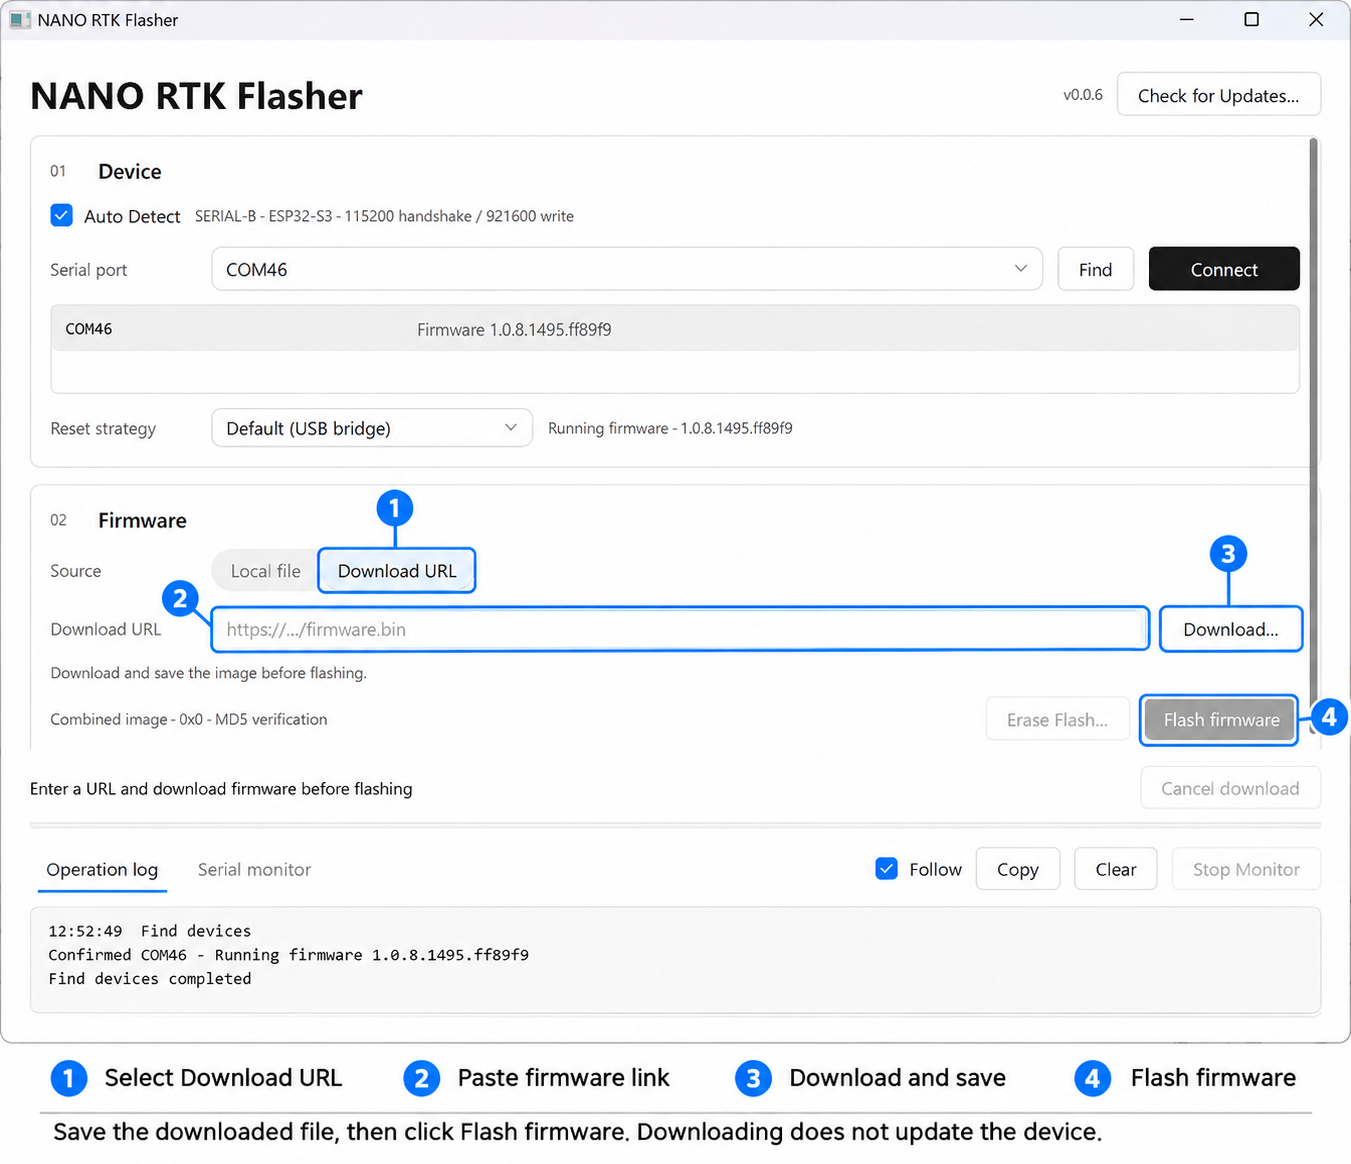 NANO RTK Flasher
NANO RTK Flasher
v0.0.6
Check for Updates...
01 Device
Auto Detect SERIAL-B - ESP32-S3 - 115200 handshake / 921600 write
Serial port
COM46
Find
Connect
COM46 Firmware 1.0.8.1495.ff89f9
Reset strategy
Default (USB bridge)
Running firmware - 1.0.8.1495.ff89f9
02 Firmware
1
Source
Local file
Download URL
3
2
Download URL
https://.../firmware.bin
Download...
Download and save the image before flashing.
Combined image - 0x0 - MD5 verification
Erase Flash...
Flash firmware
4
Enter a URL and download firmware before flashing
Cancel download
Operation log
Serial monitor
Follow
Copy
Clear
Stop Monitor
12:52:49 Find devices
Confirmed COM46 - Running firmware 1.0.8.1495.ff89f9
Find devices completed
1 Select Download URL
2 Paste firmware link
3 Download and save
4 Flash firmware
Save the downloaded file, then click Flash firmware. Downloading does not update the device.